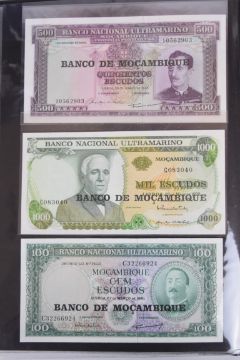 500 BANCO NACIONAL ULTRAMARINO 500
10562903
BANCO DE MOÇAMBIQUE
QUINHENTOS
ESCUDOS
10562903
500 500
BANCO NACIONAL ULTRAMARINO
MOÇAMBIQUE
C083040 C083040
MIL ESCUDOS
BANCO DE MOÇAMBIQUE
1000 1000
100 BANCO NACIONAL ULTRAMARINO 100
C32266924
MOÇAMBIQUE
CEM
ESCUDOS
BANCO DE MOÇAMBIQUE
C32266924
100 100